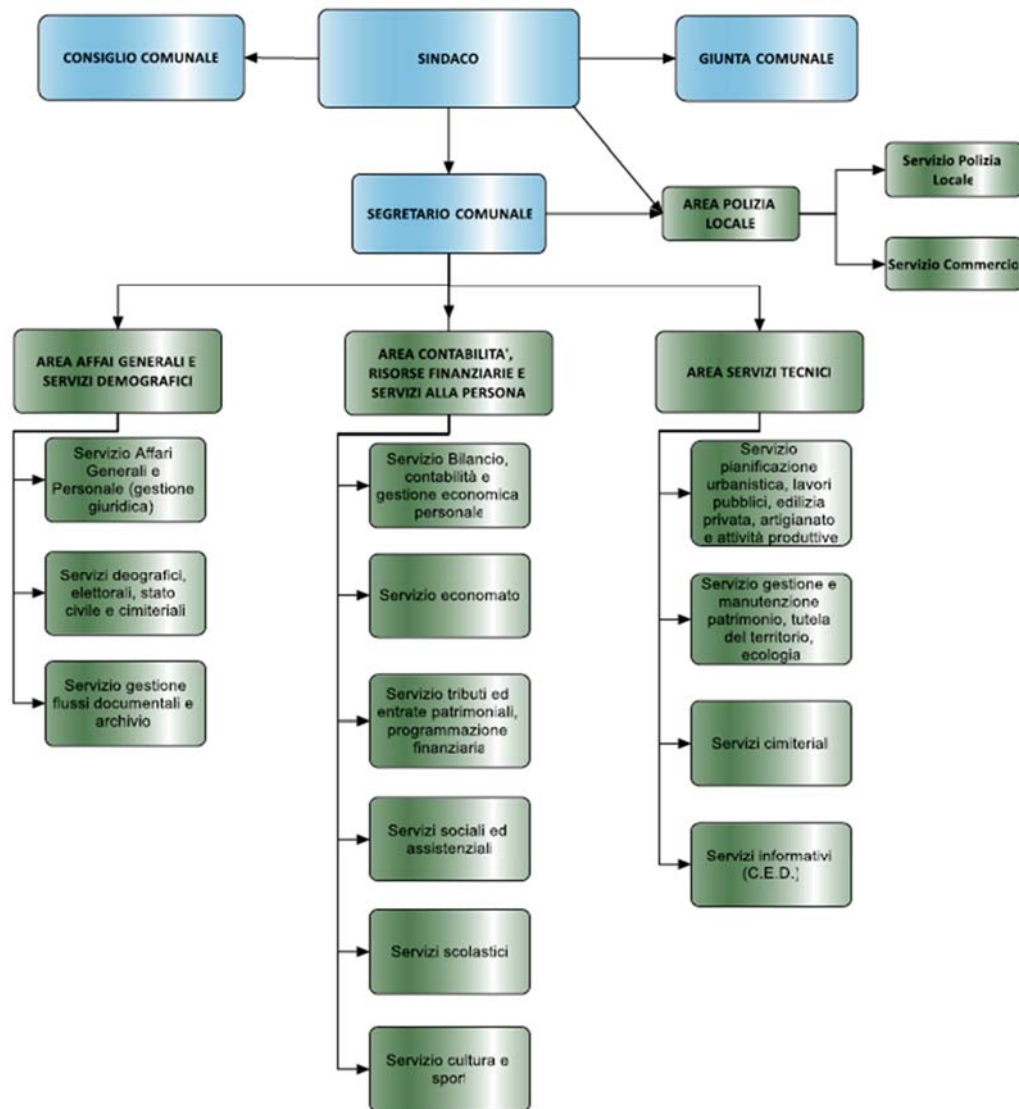 CONSIGLIO COMUNALE
SINDACO
GIUNTA COMUNALE
Servizio Polizia
Locale
SEGRETARIO COMUNALE
AREA POLIZIA
LOCALE
Servizio Commercio
AREA AFFAI GENERALI E
SERVIZI DEMOGRAFICI
Servizio Affari
Generali e
Personale (gestione
giuridica)
Servizi deografici,
elettorali, stato
civile e cimiteriali
Servizio gestione
flussi documentali e
archivio
AREA CONTABILITA',
RISORSE FINANZIARIE E
SERVIZI ALLA PERSONA
Servizio Bilancio,
contabilità e
gestione economica
personale
Servizio economato
Servizio tributi ed
entrate patrimoniali,
programmazione
finanziaria
Servizi sociali ed
assistenziali
Servizi scolastici
Servizio cultura e
sport
AREA SERVIZI TECNICI
Servizio
pianificazione
urbanistica, lavori
pubblici, edilizia
privata, artigianato
e attività produttive
Servizio gestione e
manutenzione
patrimonio, tutela
del territorio,
ecologia
Servizi cimiterial
Servizi informativi
(C.E.D.)